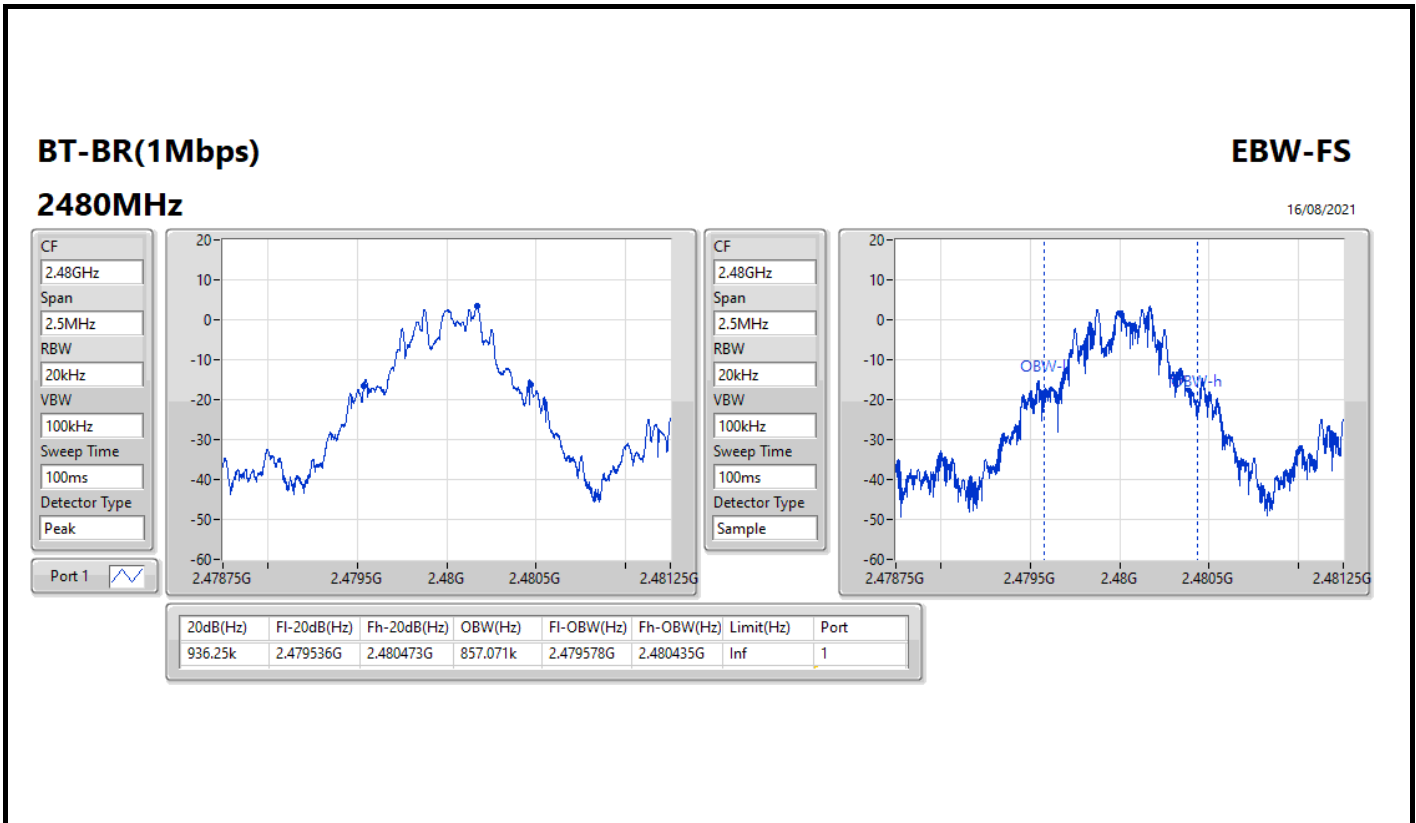 BT-BR(1Mbps)
EBW-FS
2480MHz
16/08/2021
CF
2.48GHz
Span
2.5MHz
RBW
20kHz
VBW
100kHz
Sweep Time
100ms
Detector Type
Peak
Port 1
20
10
0
-10
-20
-30
-40
-50
-60
2.47875G 2.4795G 2.48G 2.4805G 2.48125G
CF
2.48GHz
Span
2.5MHz
RBW
20kHz
VBW
100kHz
Sweep Time
100ms
Detector Type
Sample
20
10
0
-10
-20
-30
-40
-50
-60
OBW-l
OBW-h
2.47875G 2.4795G 2.48G 2.4805G 2.48125G
20dB(Hz) Fl-20dB(Hz) Fh-20dB(Hz) OBW(Hz) Fl-OBW(Hz) Fh-OBW(Hz) Limit(Hz) Port
936.25k 2.479536G 2.480473G 857.071k 2.479578G 2.480435G Inf 1